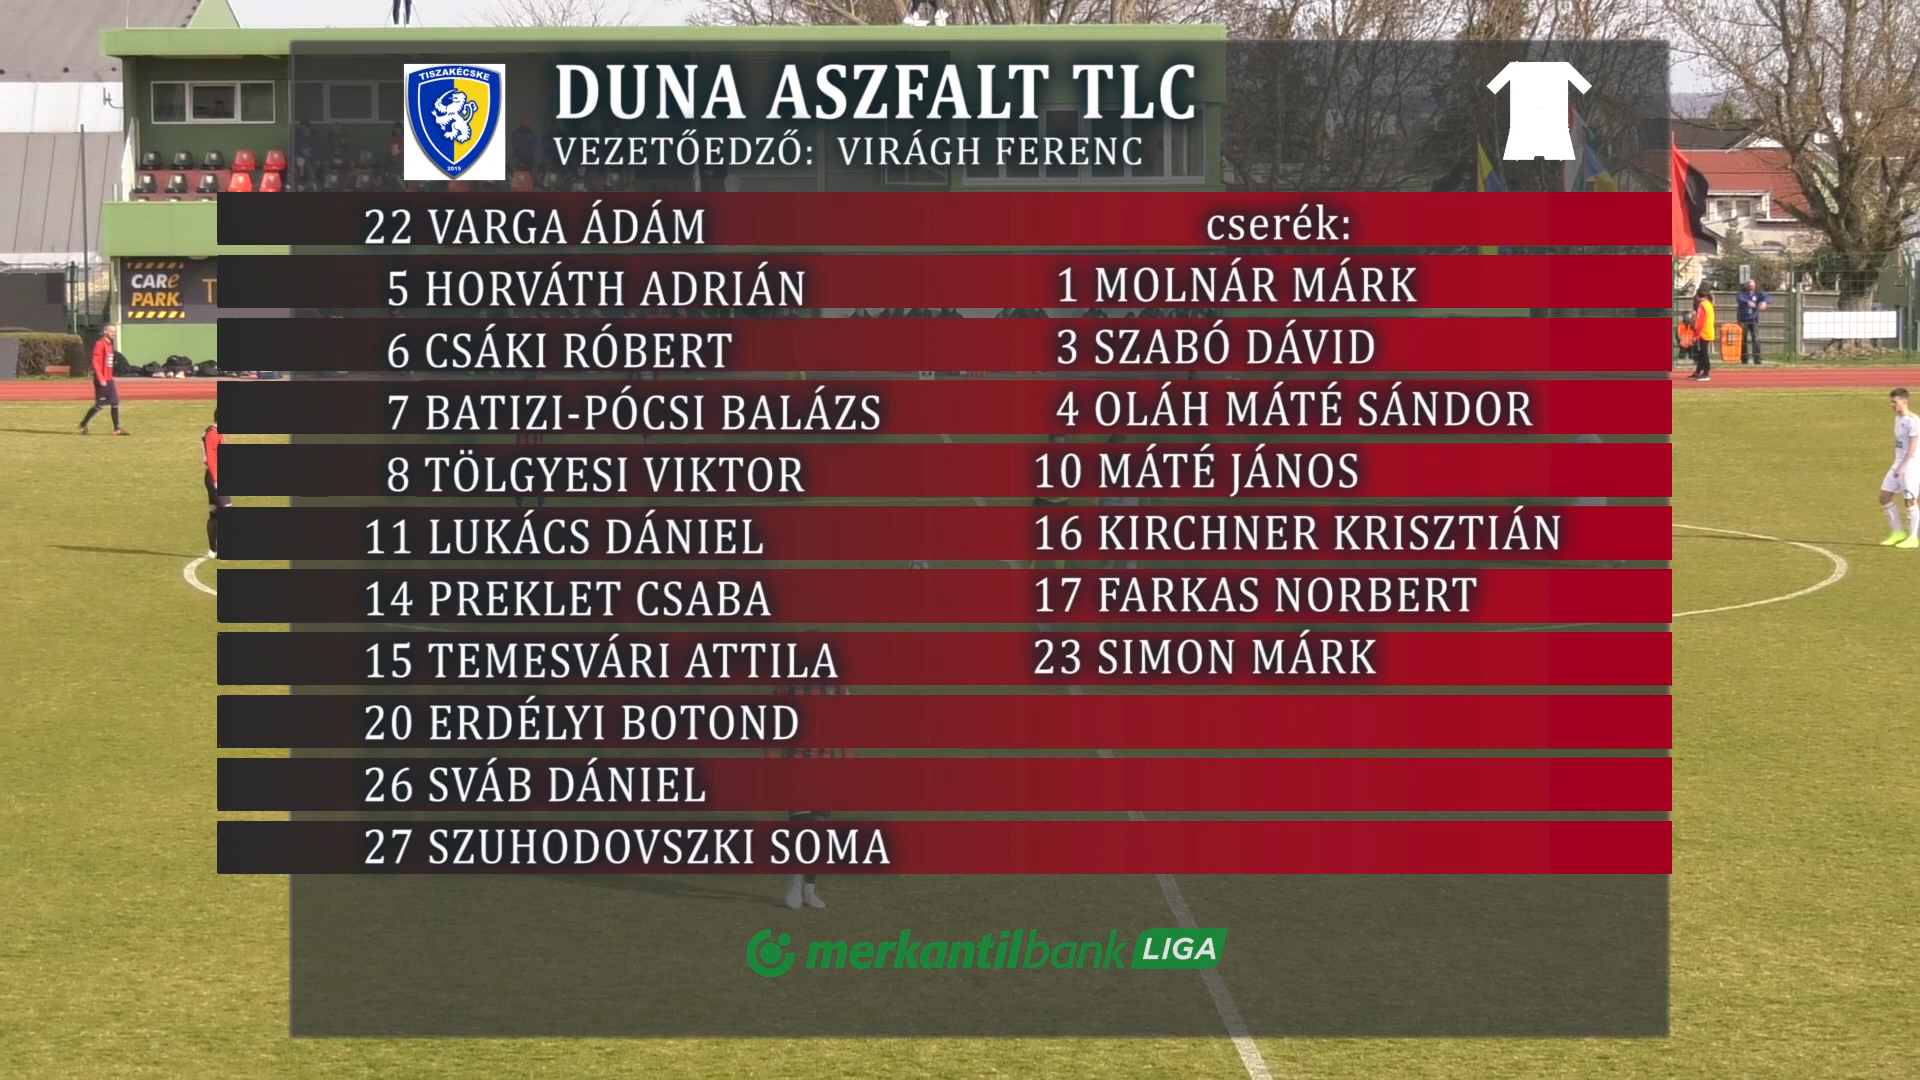 TISZAKÉCSKE
2015
DUNA ASZFALT TLC
VEZETŐEDZŐ: VIRÁGH FERENC
22 VARGA ÁDÁM
5 HORVÁTH ADRIÁN
6 CSÁKI RÓBERT
7 BATIZI-PÓCSI BALÁZS
8 TÖLGYESI VIKTOR
11 LUKÁCS DÁNIEL
14 PREKLET CSABA
15 TEMESVÁRI ATTILA
20 ERDÉLYI BOTOND
26 SVÁB DÁNIEL
27 SZUHODOVSZKI SOMA
cserék:
1 MOLNÁR MÁRK
3 SZABÓ DÁVID
4 OLÁH MÁTÉ SÁNDOR
10 MÁTÉ JÁNOS
16 KIRCHNER KRISZTIÁN
17 FARKAS NORBERT
23 SIMON MÁRK
CARe
PARK
T
merkantilbank LIGA